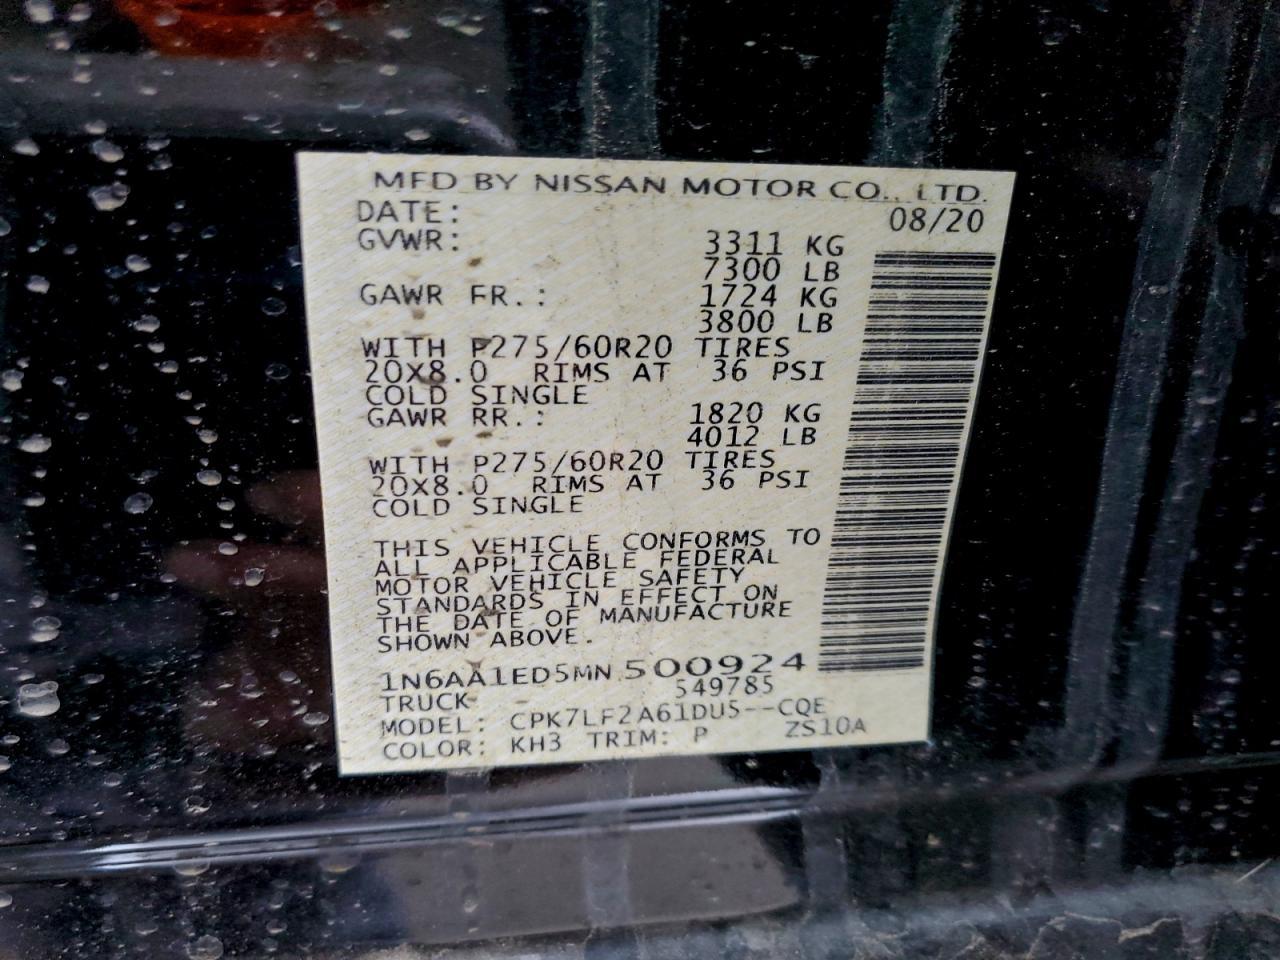 MFD BY NISSAN MOTOR CO., LTD.
DATE: 08/20
GVWR: 3311 KG
7300 LB
GAWR FR.: 1724 KG
3800 LB
WITH P275/60R20 TIRES
20X8.0 RIMS AT 36 PSI
COLD SINGLE
GAWR RR.: 1820 KG
4012 LB
WITH P275/60R20 TIRES
20X8.0 RIMS AT 36 PSI
COLD SINGLE
THIS VEHICLE CONFORMS TO
ALL APPLICABLE FEDERAL
MOTOR VEHICLE SAFETY
STANDARDS IN EFFECT ON
THE DATE OF MANUFACTURE
SHOWN ABOVE.
1N6AA1ED5MN 500924
TRUCK 549785
MODEL: CPK7LF2A61DU5--CQE
COLOR: KH3 TRIM: P ZS10A